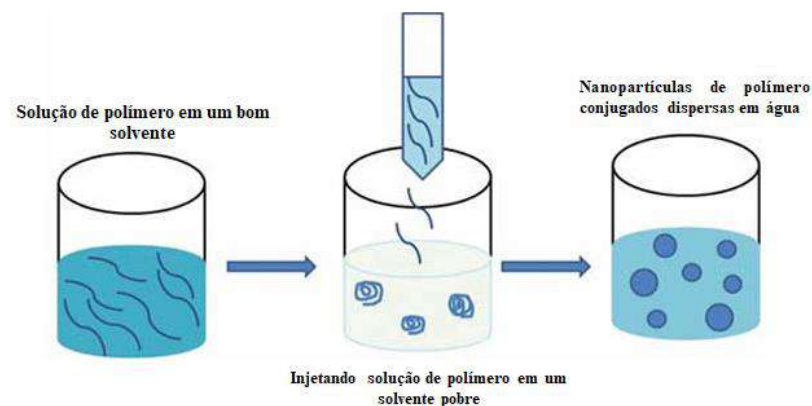 Solução de polímero em um bom
solvente
Nanopartículas de polímero
conjugados dispersas em água
Injetando solução de polímero em um
solvente pobre